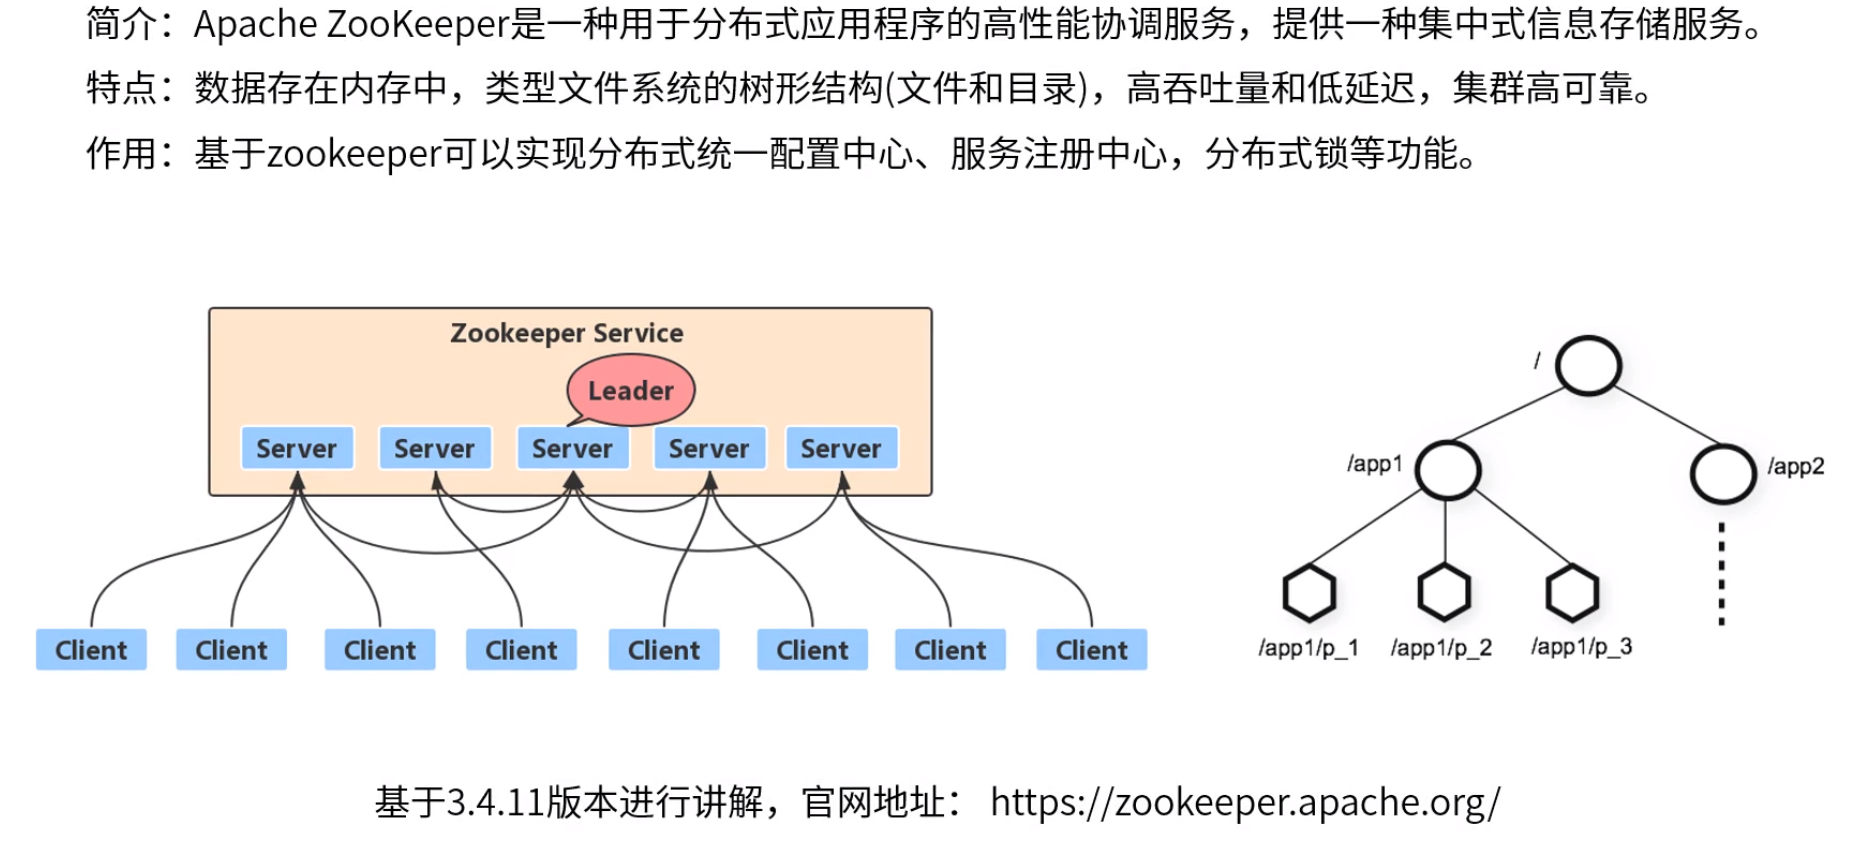 简介：Apache ZooKeeper是一种用于分布式应用程序的高性能协调服务，提供一种集中式信息存储服务。
特点：数据存在内存中，类型文件系统的树形结构(文件和目录)，高吞吐量和低延迟，集群高可靠。
作用：基于zookeeper可以实现分布式统一配置中心、服务注册中心，分布式锁等功能。
Zookeeper Service
Leader
Server Server Server Server Server
Client Client Client Client Client Client Client Client
/
/app1 /app2
/app1/p_1 /app1/p_2 /app1/p_3
基于3.4.11版本进行讲解，官网地址： https://zookeeper.apache.org/